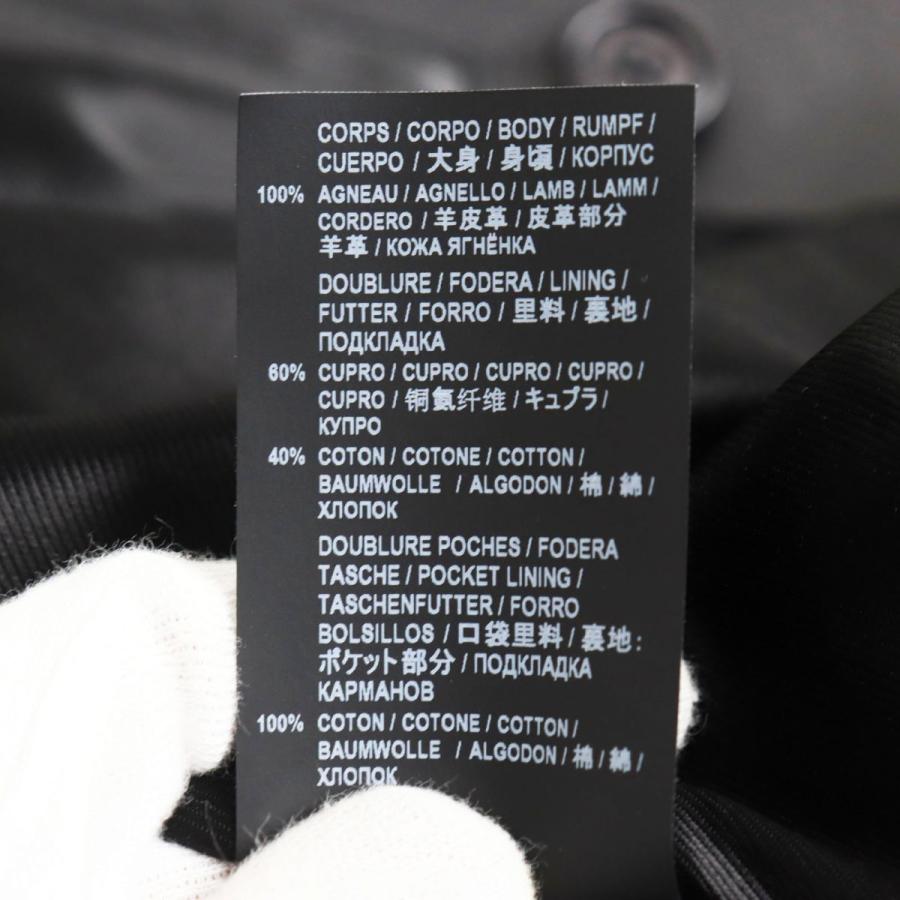 CORPS / CORPO / BODY / RUMPF /
CUERPO / 大身 / 身頃 / КОРПУС
100% AGNEAU / AGNELLO / LAMB / LAMM /
CORDERO / 羊皮革 / 皮革部分
羊革 / КОЖА ЯГНЁНКА
DOUBLURE / FODERA / LINING /
FUTTER / FORRO / 里料 / 裏地 /
ПОДКЛАДКА
60% CUPRO / CUPRO / CUPRO / CUPRO /
CUPRO / 铜氨纤维 / キュプラ /
КУПРО
40% COTON / COTONE / COTTON /
BAUMWOLLE / ALGODON / 棉 / 綿 /
ХЛОПОК
DOUBLURE POCHES / FODERA
TASCHE / POCKET LINING /
TASCHENFUTTER / FORRO
BOLSILLOS / 口袋里料 / 裏地:
ポケット部分 / ПОДКЛАДКА
КАРМАНОВ
100% COTON / COTONE / COTTON /
BAUMWOLLE / ALGODON / 棉 / 綿 /
ХЛОПОК